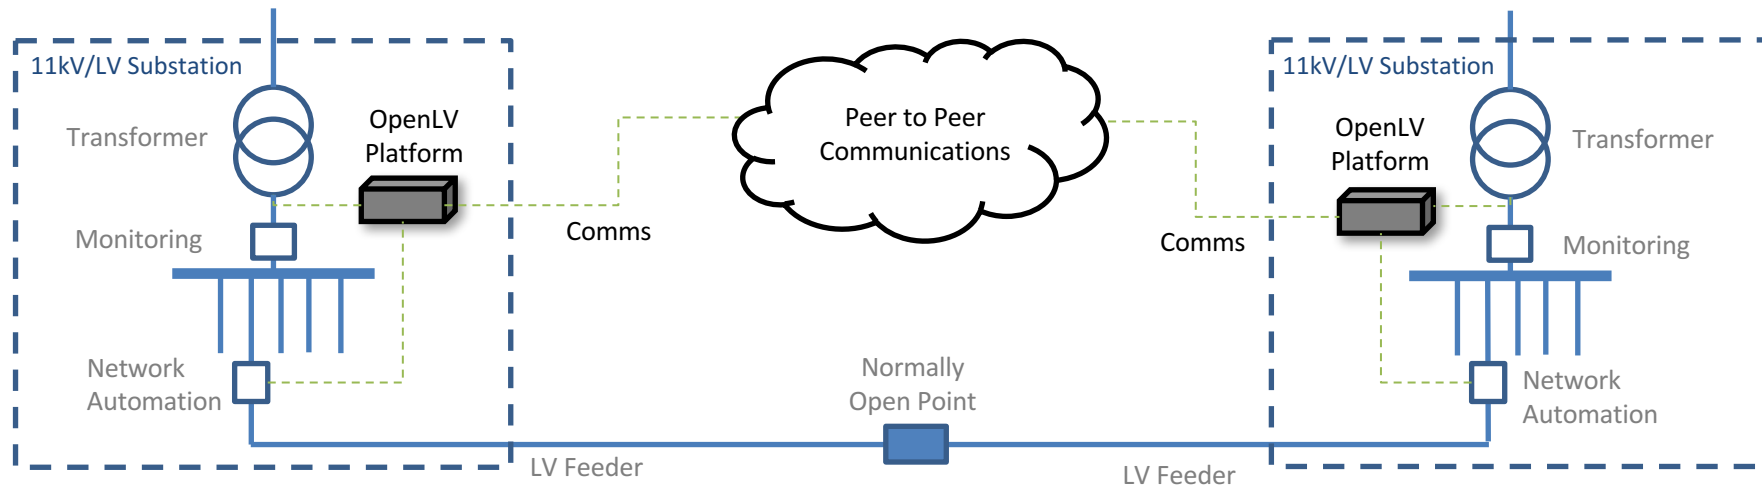 11kV/LV Substation
Transformer
OpenLV
Platform
Monitoring
Network
Automation
Comms
Peer to Peer
Communications
Comms
Normally
Open Point
LV Feeder
LV Feeder
11kV/LV Substation
OpenLV
Platform
Transformer
Monitoring
Network
Automation